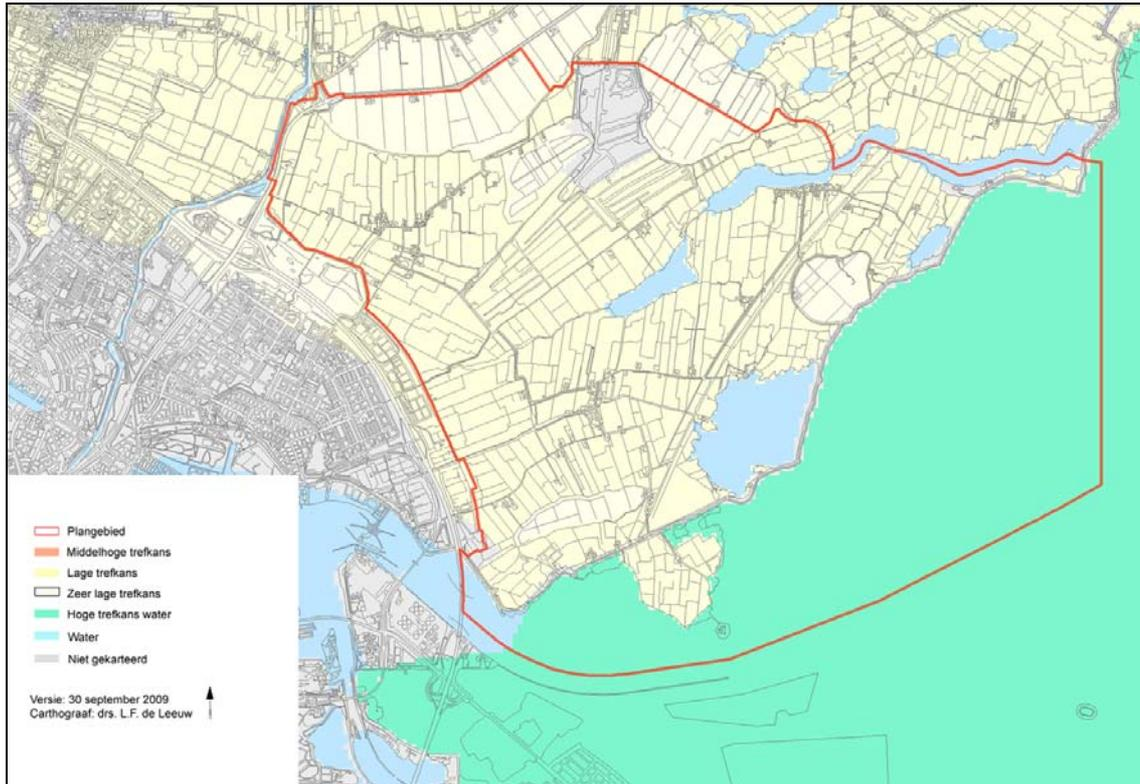 Plangebied
Middelhoge trefkans
Lage trefkans
Zeer lage trefkans
Hoge trefkans water
Water
Niet gekarteerd
Versie: 30 september 2009
Carthograaf: drs. L.F. de Leeuw